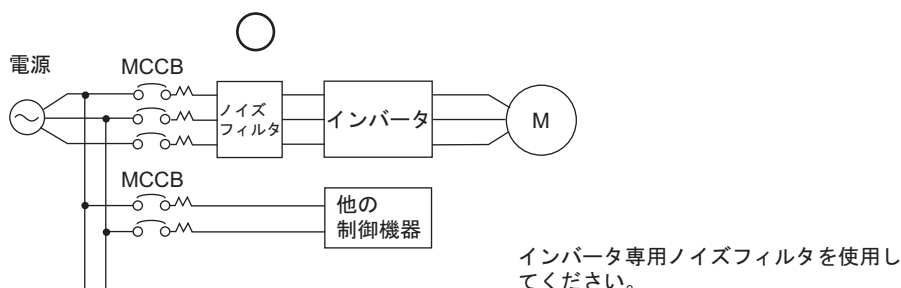 電源
MCCB
ノイズ
フィルタ
インバータ
M
MCCB
他の
制御機器
インバータ専用ノイズフィルタを使用し
てください。